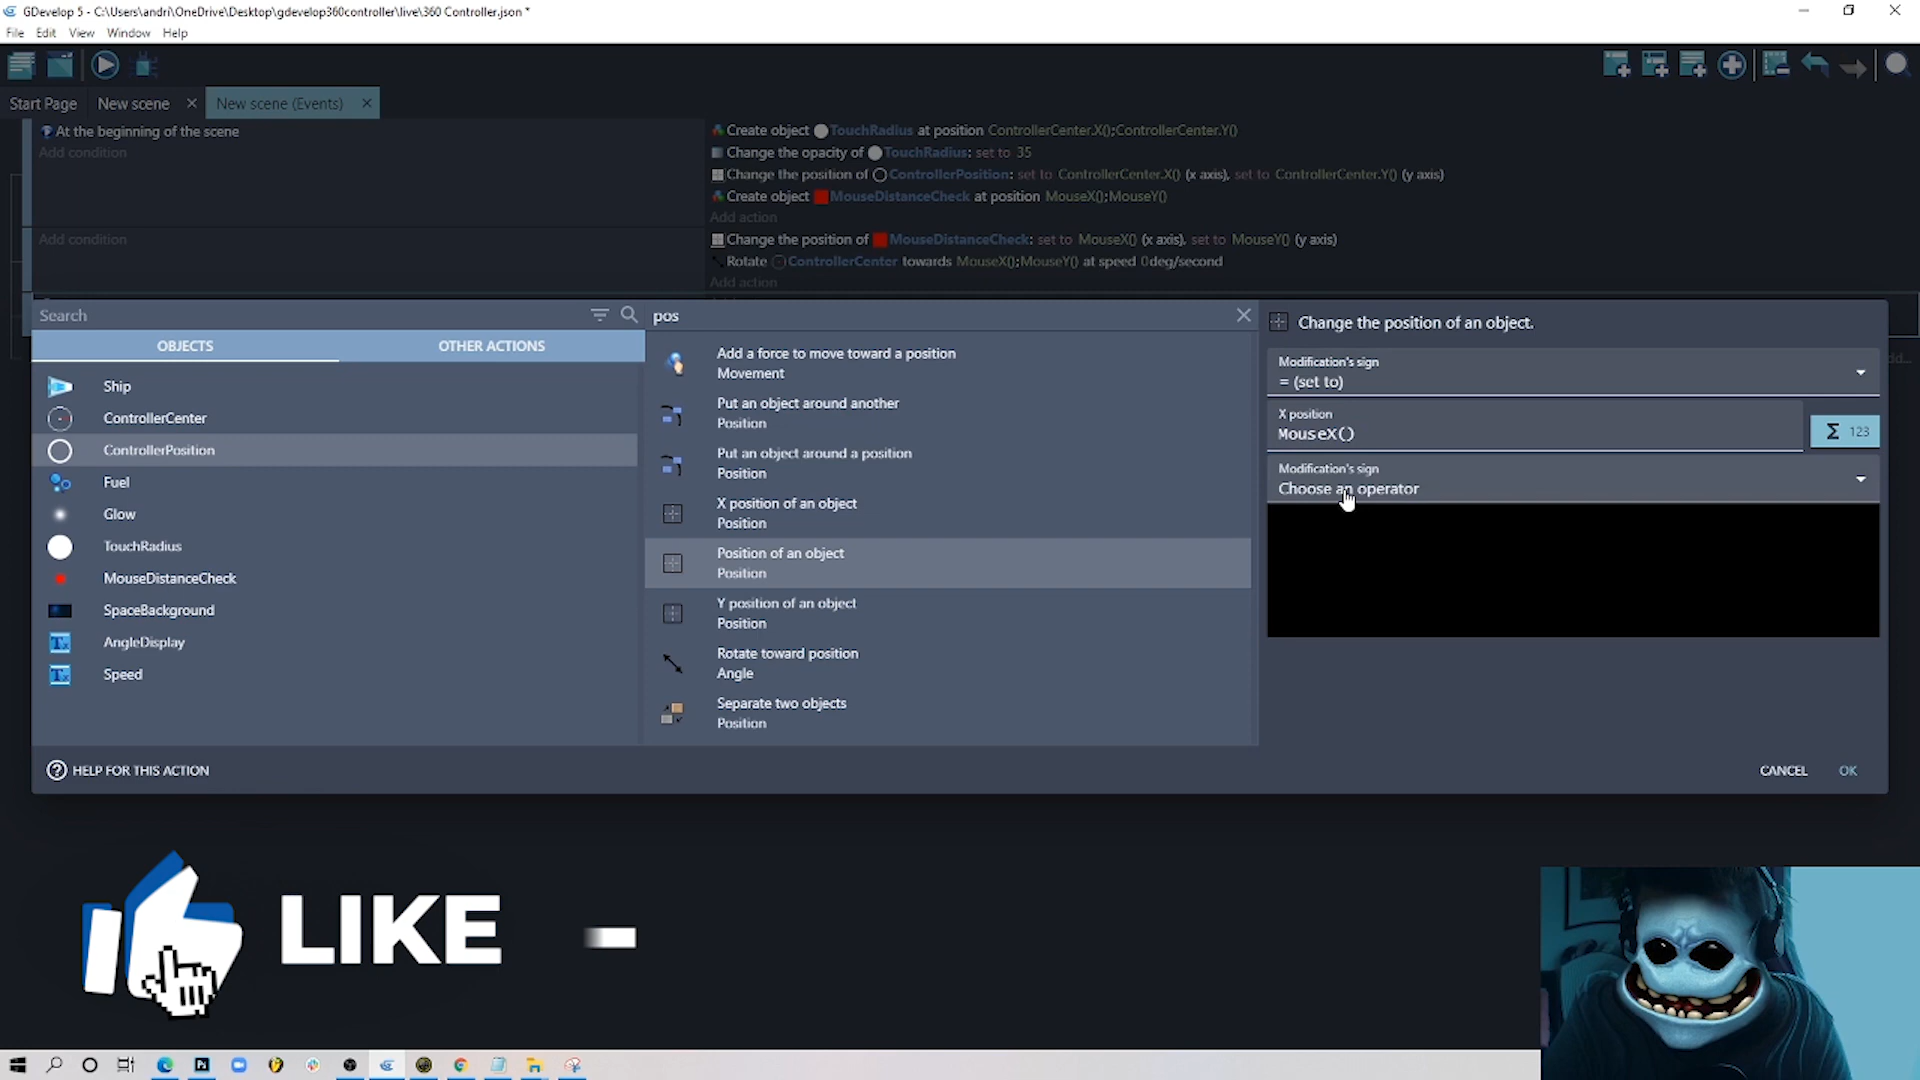 GDevelop 5 - C:\Users\andri\OneDrive\Desktop\gdevelop360controller\live\360 Controller.json *
File Edit View Window Help
Start Page New scene × New scene (Events) ×
At the beginning of the scene
Add condition
Create object TouchRadius at position ControllerCenter.X();ControllerCenter.Y()
Change the opacity of TouchRadius: set to 35
Change the position of ControllerPosition: set to ControllerCenter.X() (x axis), set to ControllerCenter.Y() (y axis)
Create object MouseDistanceCheck at position MouseX();MouseY()
Add action
Add condition
Change the position of MouseDistanceCheck: set to MouseX() (x axis), set to MouseY() (y axis)
Rotate ControllerCenter towards MouseX();MouseY() at speed 0deg/second
Add action
Search
OBJECTS OTHER ACTIONS
Ship
ControllerCenter
ControllerPosition
Fuel
Glow
TouchRadius
MouseDistanceCheck
SpaceBackground
AngleDisplay
Speed
pos
Add a force to move toward a position
Movement
Put an object around another
Position
Put an object around a position
Position
X position of an object
Position
Position of an object
Position
Y position of an object
Position
Rotate toward position
Angle
Separate two objects
Position
Change the position of an object.
Modification's sign
= (set to)
X position
MouseX()
Σ 123
Modification's sign
Choose an operator
HELP FOR THIS ACTION
CANCEL OK
LIKE